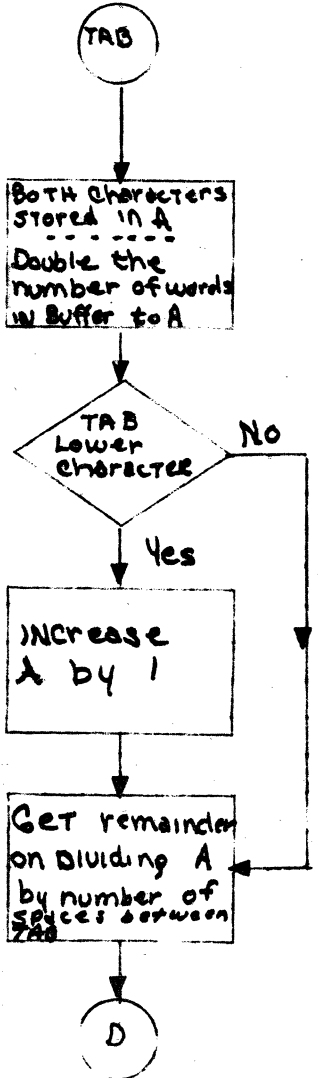 TAB
BOTH Characters
STORED IN A
- - - - - - -
Double the
number of words
IN Buffer to A
TAB
Lower
CharacTER
No
Yes
INCrease
A by 1
GET remainder
on DIVIDING A
by number of
spaces between
TAB
D